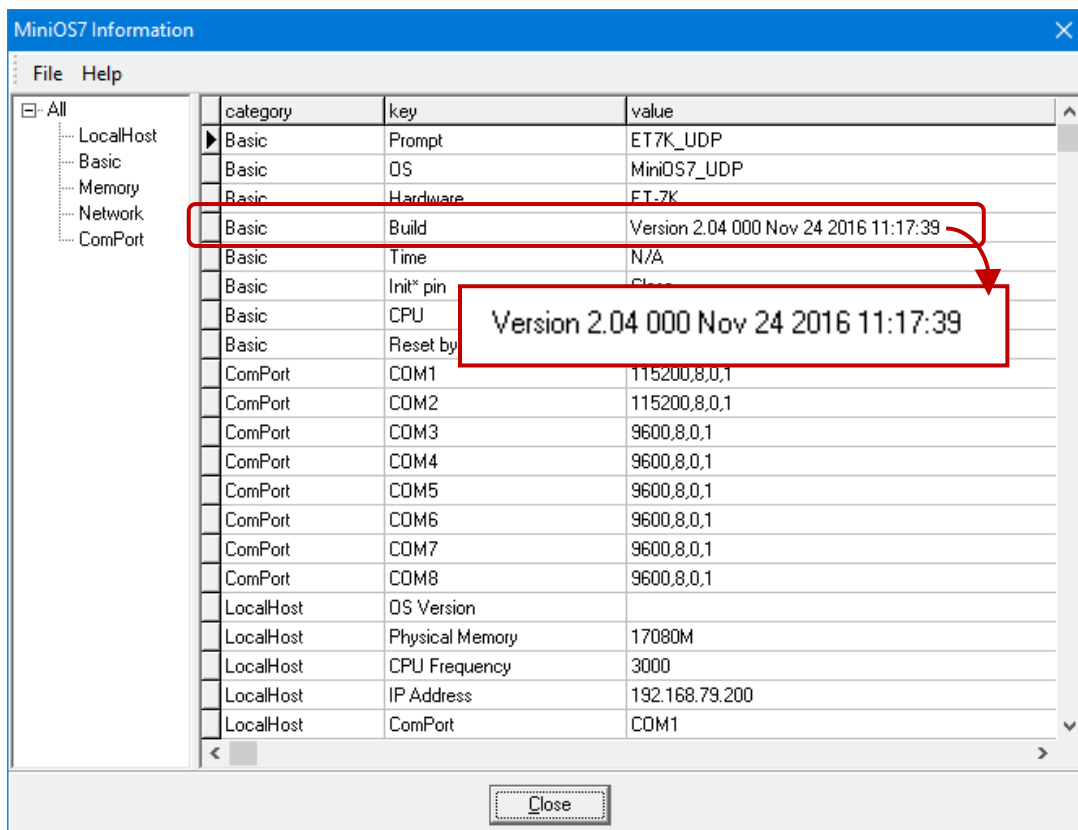 MiniOS7 Information
File Help
All
LocalHost
Basic
Memory
Network
ComPort
category key value
Basic Prompt ET7K_UDP
Basic OS MiniOS7_UDP
Basic Hardware ET-7K
Basic Build Version 2.04 000 Nov 24 2016 11:17:39
Basic Time N/A
Basic Init* pin
Version 2.04 000 Nov 24 2016 11:17:39
Basic CPU
Basic Reset by
ComPort COM1 115200,8,0,1
ComPort COM2 115200,8,0,1
ComPort COM3 9600,8,0,1
ComPort COM4 9600,8,0,1
ComPort COM5 9600,8,0,1
ComPort COM6 9600,8,0,1
ComPort COM7 9600,8,0,1
ComPort COM8 9600,8,0,1
LocalHost OS Version
LocalHost Physical Memory 17080M
LocalHost CPU Frequency 3000
LocalHost IP Address 192.168.79.200
LocalHost ComPort COM1
Close